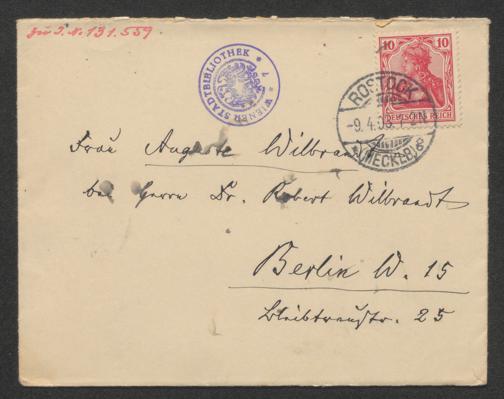 zu I. N. 131.559
WIENER STADTBIBLIOTHEK
10 10
DEUTSCHES REICH
ROSTOCK
(MECKLB)
Frau Auguste Wilbrandt
bei Herrn Dr. Robert Wilbrandt
Berlin W. 15
Bleibtreustr. 25